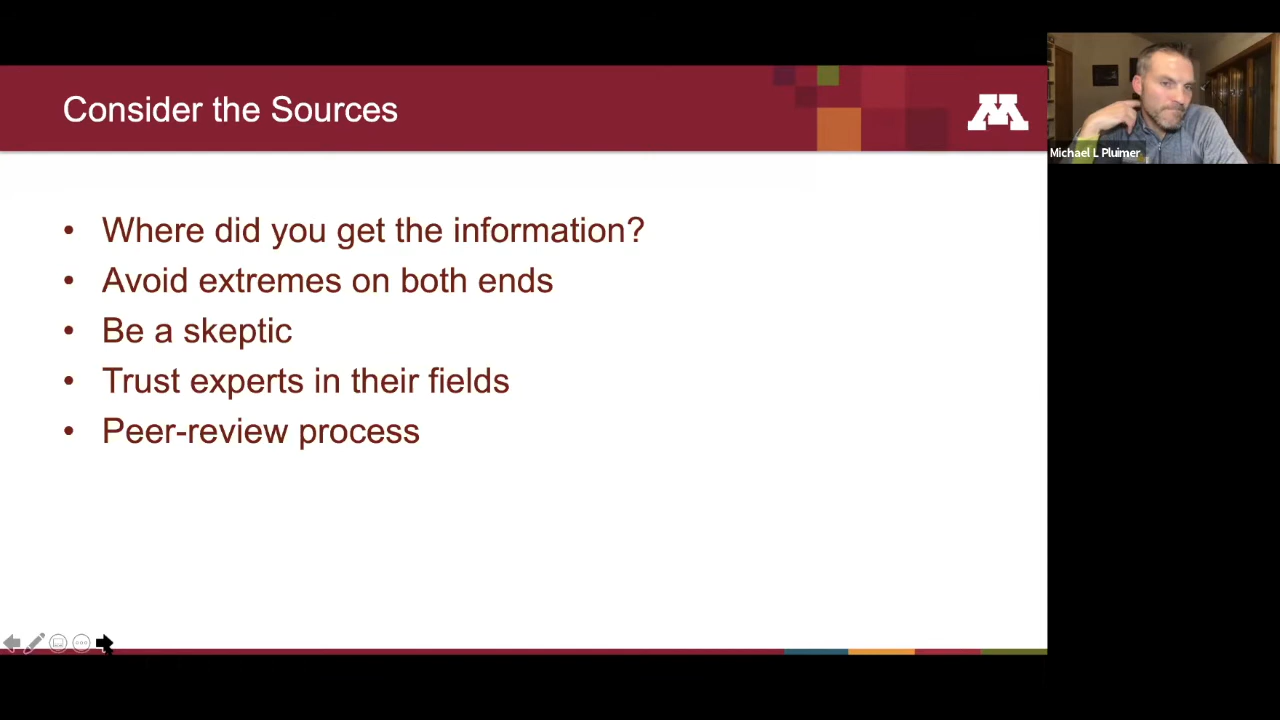 Consider the Sources
M
Michael L Pluimer
• Where did you get the information?
• Avoid extremes on both ends
• Be a skeptic
• Trust experts in their fields
• Peer-review process